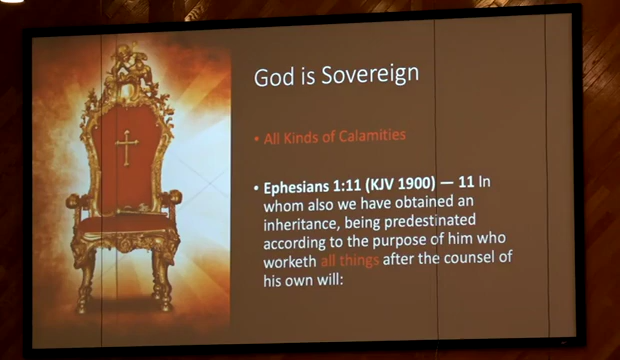 God is Sovereign
• All Kinds of Calamities
• Ephesians 1:11 (KJV 1900) — 11 In
whom also we have obtained an
inheritance, being predestinated
according to the purpose of him who
worketh all things after the counsel of
his own will: